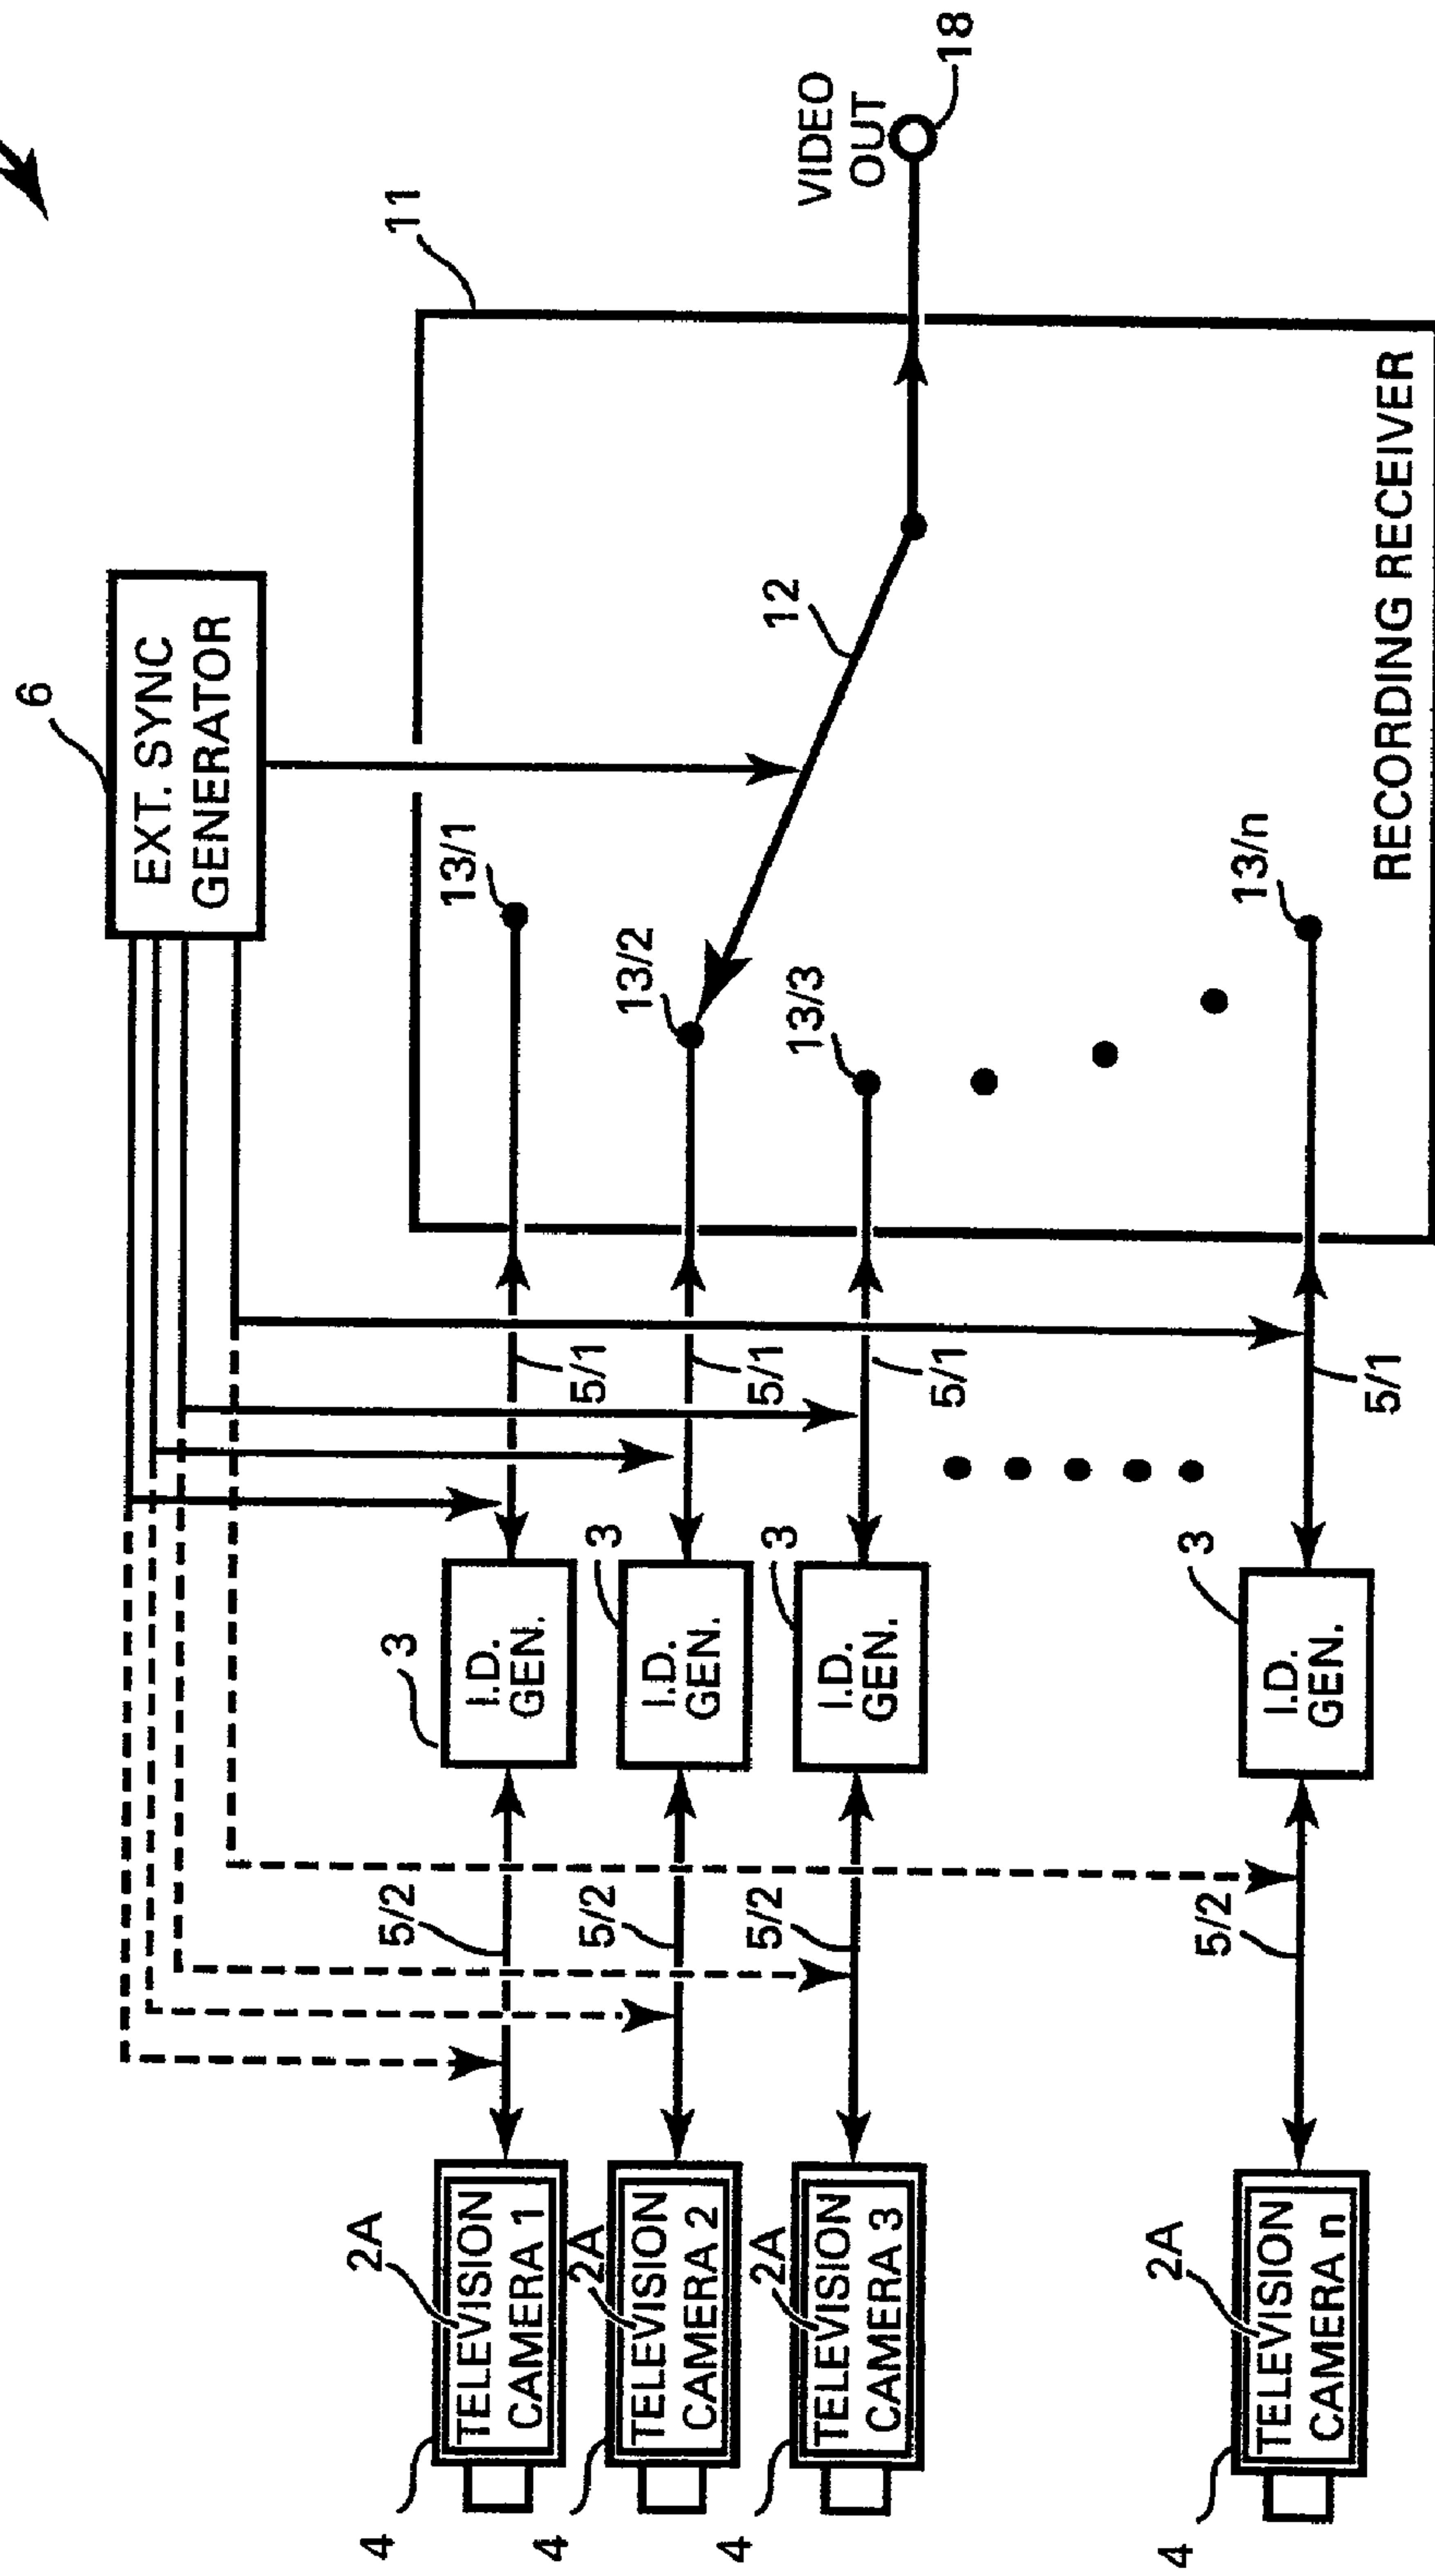 6
EXT. SYNC
GENERATOR
11
4
2A
TELEVISION
CAMERA 1
5/2
3
I.D.
GEN.
5/1
13/1
4
2A
TELEVISION
CAMERA 2
5/2
3
I.D.
GEN.
5/1
13/2
12
VIDEO
OUT
18
4
2A
TELEVISION
CAMERA 3
5/2
3
I.D.
GEN.
5/1
13/3
4
2A
TELEVISION
CAMERA n
5/2
3
I.D.
GEN.
5/1
13/n
RECORDING RECEIVER